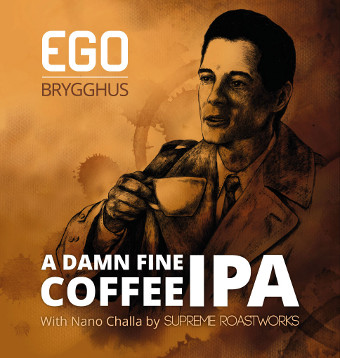 EGO
BRYGGHUS
A DAMN FINE
COFFEE IPA
With Nano Challa by SUPREME ROASTWORKS